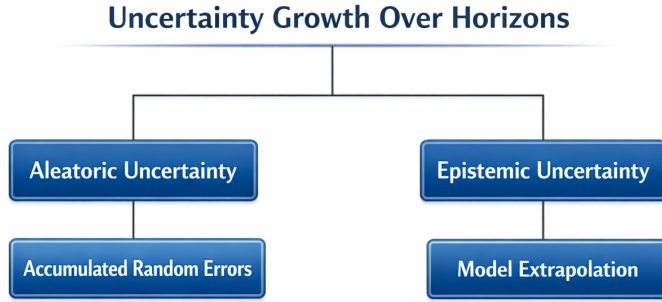 Uncertainty Growth Over Horizons
Aleatoric Uncertainty
Epistemic Uncertainty
Accumulated Random Errors
Model Extrapolation